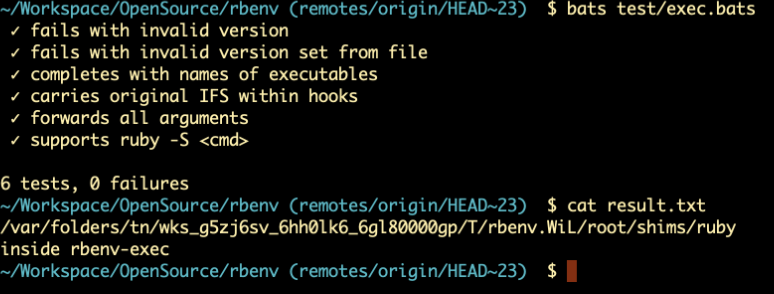 ~/Workspace/OpenSource/rbenv (remotes/origin/HEAD~23)  $ bats test/exec.bats
✓ fails with invalid version
✓ fails with invalid version set from file
✓ completes with names of executables
✓ carries original IFS within hooks
✓ forwards all arguments
✓ supports ruby -S <cmd>
6 tests, 0 failures
~/Workspace/OpenSource/rbenv (remotes/origin/HEAD~23)  $ cat result.txt
/var/folders/tn/wks_g5zj6sv_6hh0lk6_6gl80000gp/T/rbenv.WiL/root/shims/ruby
inside rbenv-exec
~/Workspace/OpenSource/rbenv (remotes/origin/HEAD~23)  $